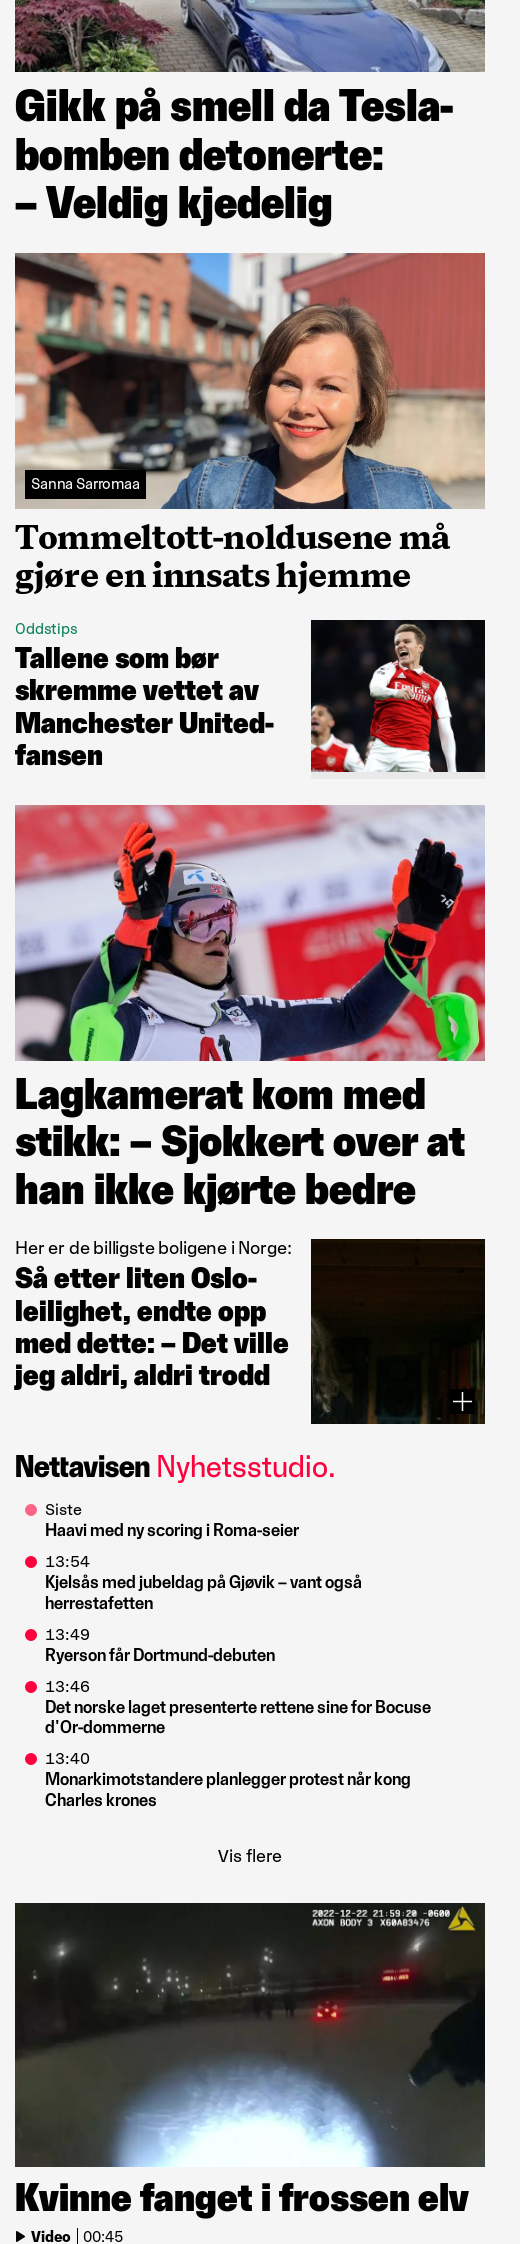 Gikk på smell da Tesla-
bomben detonerte:
– Veldig kjedelig
Sanna Sarromaa
Tommeltott-noldusene må
gjøre en innsats hjemme
Oddstips
Tallene som bør
skremme vettet av
Manchester United-
fansen
Lagkamerat kom med
stikk: – Sjokkert over at
han ikke kjørte bedre
Her er de billigste boligene i Norge:
Så etter liten Oslo-
leilighet, endte opp
med dette: – Det ville
jeg aldri, aldri trodd
Nettavisen Nyhetsstudio.
Siste
Haavi med ny scoring i Roma-seier
13:54
Kjelsås med jubeldag på Gjøvik – vant også
herrestafetten
13:49
Ryerson får Dortmund-debuten
13:46
Det norske laget presenterte rettene sine for Bocuse
d'Or-dommerne
13:40
Monarkimotstandere planlegger protest når kong
Charles krones
Vis flere
2022-12-22 21:59:20 -0600
AXON BODY 3 X60A83476
Kvinne fanget i frossen elv
Video | 00:45